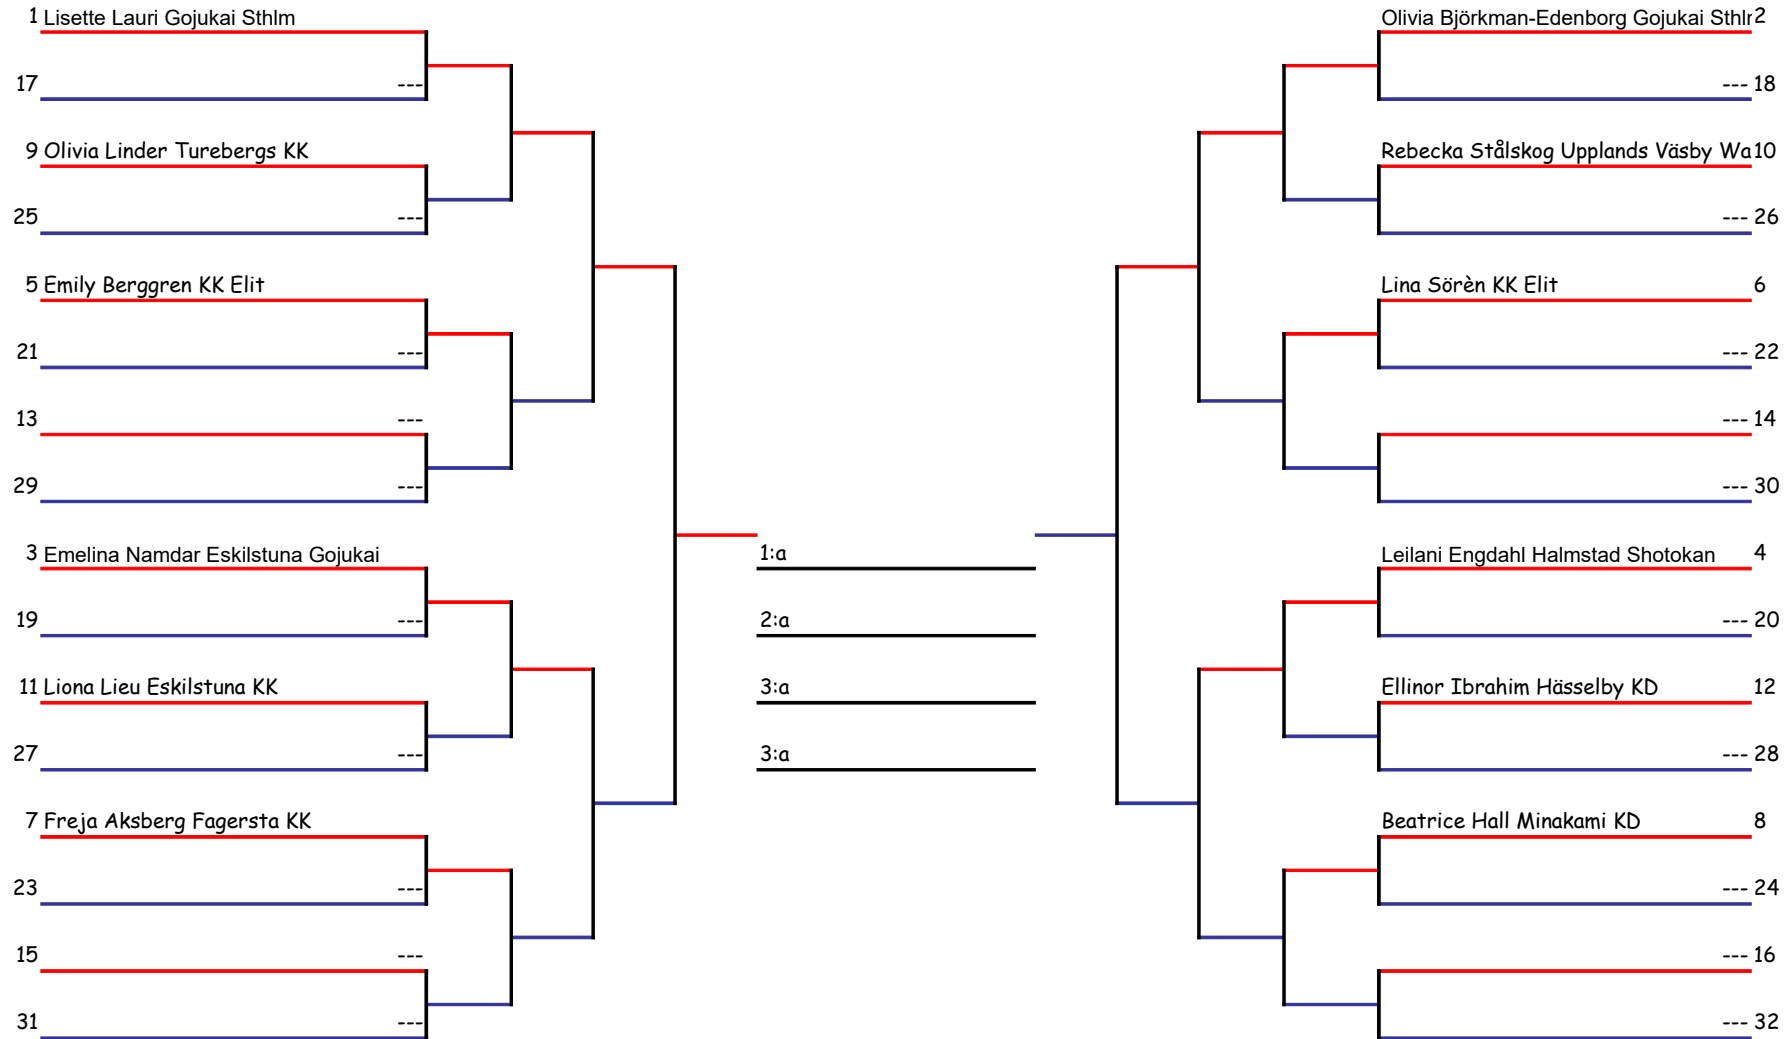 1 Lisette Lauri Gojukai Sthlm
17 ---
9 Olivia Linder Turebergs KK
25 ---
5 Emily Berggren KK Elit
21 ---
13 ---
29 ---
3 Emelina Namdar Eskilstuna Gojukai
19 ---
11 Liona Lieu Eskilstuna KK
27 ---
7 Freja Aksberg Fagersta KK
23 ---
15 ---
31 ---
1:a
2:a
3:a
3:a
Olivia Björkman-Edenborg Gojukai Sthlr 2
--- 18
Rebecka Stålskog Upplands Väsby Wa 10
--- 26
Lina Sörèn KK Elit 6
--- 22
--- 14
--- 30
Leilani Engdahl Halmstad Shotokan 4
--- 20
Ellinor Ibrahim Hässelby KD 12
--- 28
Beatrice Hall Minakami KD 8
--- 24
--- 16
--- 32